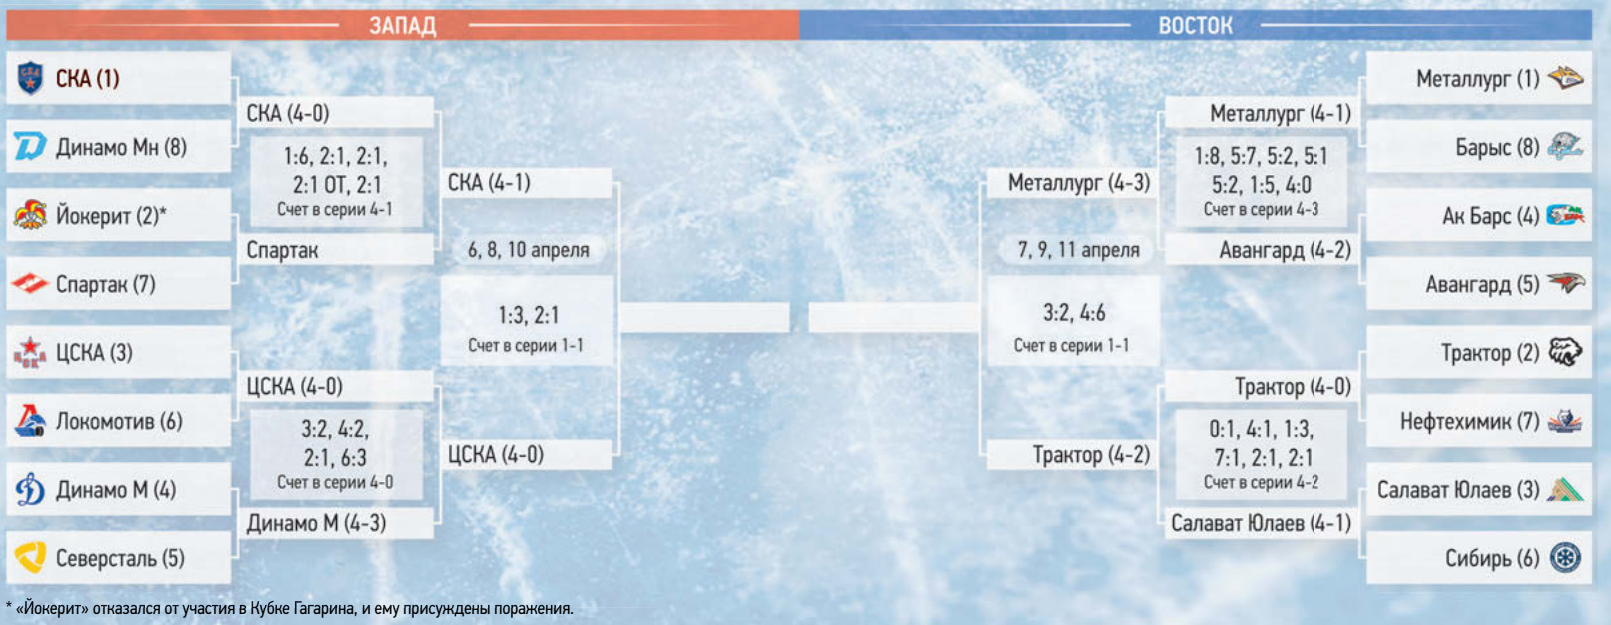 ЗАПАД
ВОСТОК
СКА (1)
Динамо Мн (8)
Йокерит (2)*
Спартак (7)
ЦСКА (3)
Локомотив (6)
Динамо М (4)
Северсталь (5)
СКА (4-0)
1:6, 2:1, 2:1,
2:1 ОТ, 2:1
Счет в серии 4-1
Спартак
ЦСКА (4-0)
3:2, 4:2,
2:1, 6:3
Счет в серии 4-0
Динамо М (4-3)
СКА (4-1)
6, 8, 10 апреля
1:3, 2:1
Счет в серии 1-1
ЦСКА (4-0)
Металлург (4-3)
7, 9, 11 апреля
3:2, 4:6
Счет в серии 1-1
Трактор (4-2)
Металлург (4-1)
1:8, 5:7, 5:2, 5:1
5:2, 1:5, 4:0
Счет в серии 4-3
Авангард (4-2)
Трактор (4-0)
0:1, 4:1, 1:3,
7:1, 2:1, 2:1
Счет в серии 4-2
Салават Юлаев (4-1)
Металлург (1)
Барыс (8)
Ак Барс (4)
Авангард (5)
Трактор (2)
Нефтехимик (7)
Салават Юлаев (3)
Сибирь (6)
* «Йокерит» отказался от участия в Кубке Гагарина, и ему присуждены поражения.